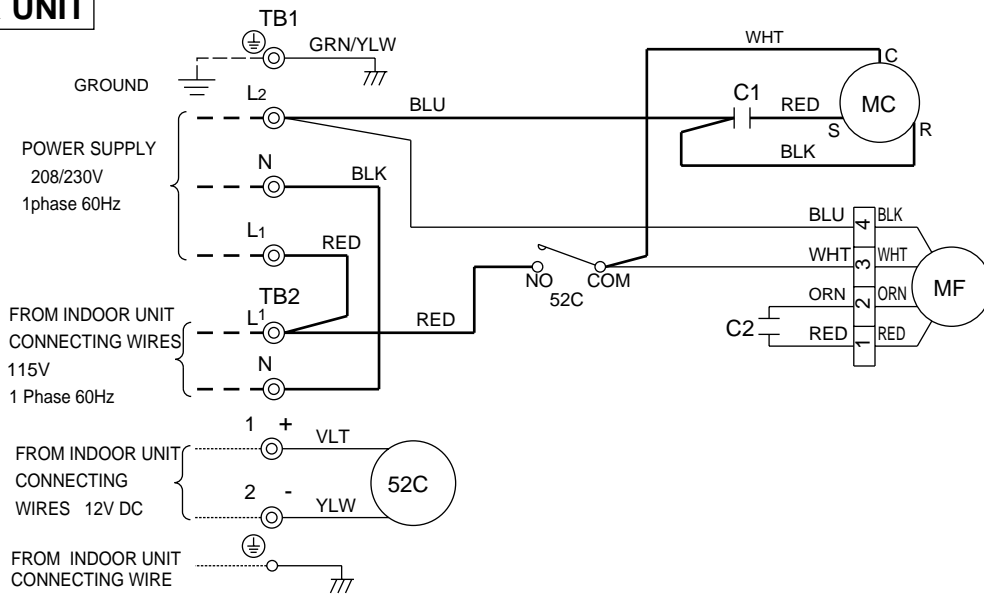 UNIT
TB1
GRN/YLW
GROUND
L2
BLU
POWER SUPPLY
208/230V
1phase 60Hz
N
BLK
L1
RED
TB2
FROM INDOOR UNIT
CONNECTING WIRES
115V
1 Phase 60Hz
L1
RED
N
1 +
VLT
FROM INDOOR UNIT
CONNECTING
WIRES 12V DC
52C
2 -
YLW
FROM INDOOR UNIT
CONNECTING WIRE
WHT
C
C1
RED
MC
S
R
BLK
NO
COM
52C
BLU 4 BLK
WHT 3 WHT
ORN 2 ORN
RED 1 RED
C2
MF